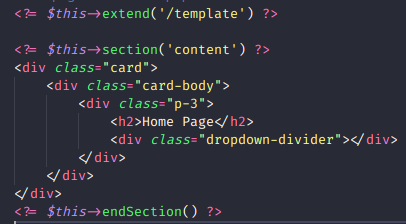 <?= $this->extend('/template') ?>

<?= $this->section('content') ?>
<div class="card">
    <div class="card-body">
        <div class="p-3">
            <h2>Home Page</h2>
            <div class="dropdown-divider"></div>
        </div>
    </div>
</div>
<?= $this->endSection() ?>